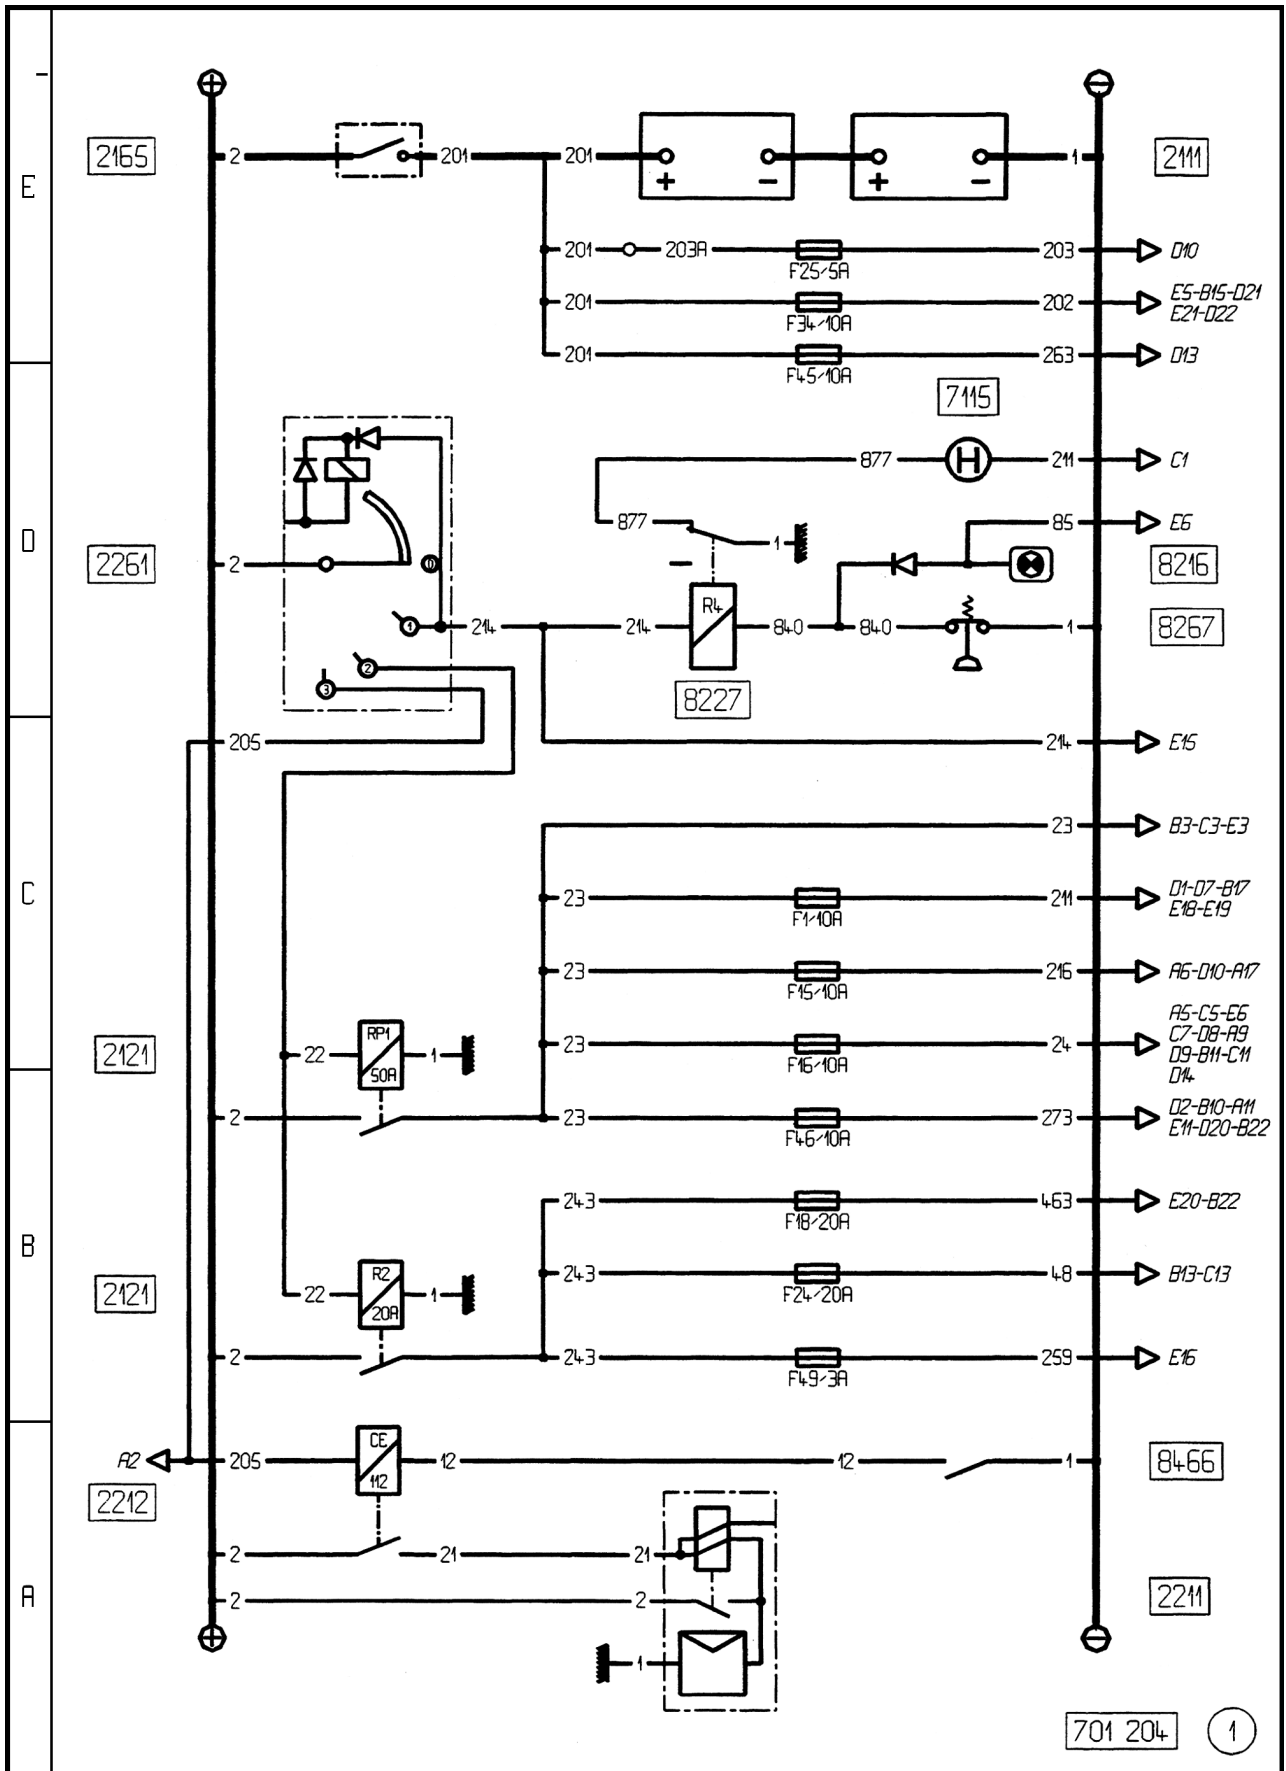 2165
2
201
201
+
−
+
−
1
2111
E
201
203A
F25/5A
203
D10
201
F34/10A
202
E5-B15-D21
E21-D22
201
F45/10A
263
D13
7115
877
H
211
C1
877
1
85
E6
D
2261
2
0
8216
R4
1
214
214
840
840
1
8267
2
3
8227
205
214
E15
23
B3-C3-E3
C
23
F1/10A
211
D1-D7-B17
E18-E19
23
F15/10A
216
A6-D10-A17
2121
22
RP1
50A
1
23
F16/10A
24
A5-C5-E6
C7-D8-A9
D9-B11-C11
D14
2
23
F46/10A
273
D2-B10-A11
E11-D20-B22
243
F18/20A
463
E20-B22
B
2121
22
R2
20A
1
243
F24/20A
48
B13-C13
2
243
F49/3A
259
E16
A2
205
CE
112
12
12
1
8466
2212
2
21
21
A
2
2
2211
1
701 204
1